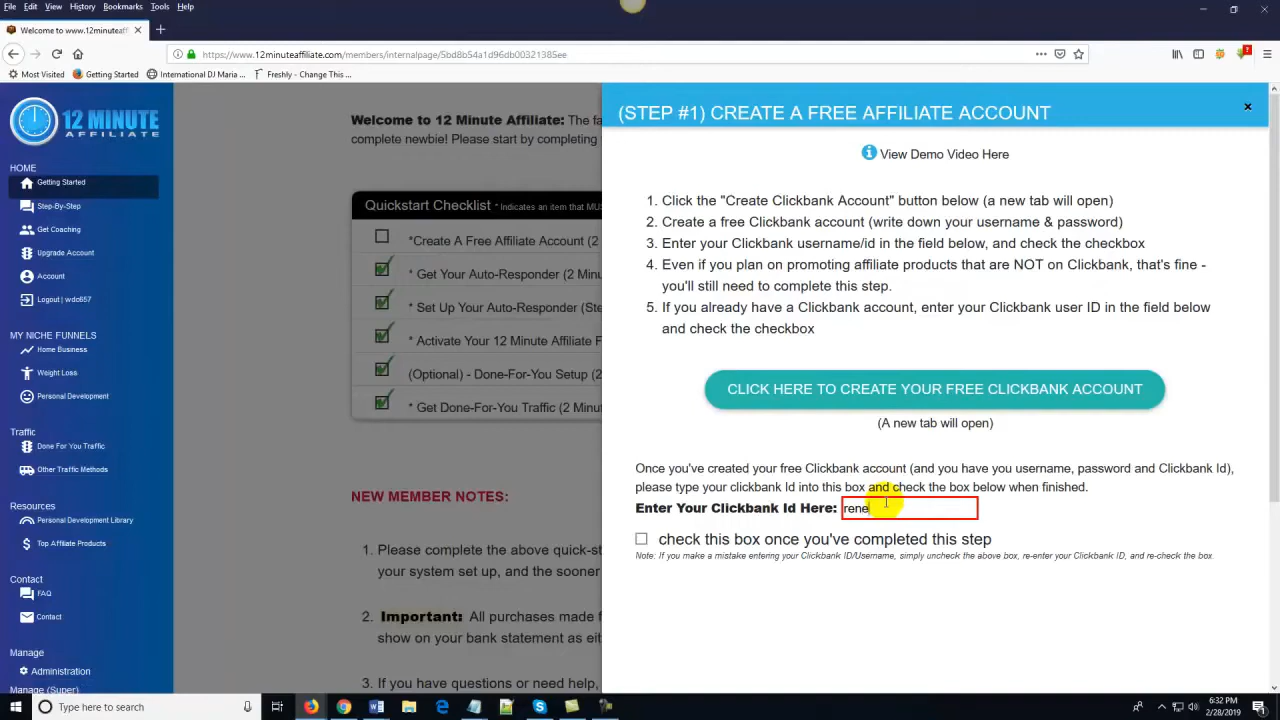 File Edit View History Bookmarks Tools Help
Welcome to www.12minuteaffil
https://www.12minuteaffiliate.com/members/internalpage/5bd8b54a1d96db00321385ee
Most Visited Getting Started International DJ Maria ... Freshly - Change This ...
12 MINUTE
AFFILIATE
HOME
Getting Started
Step-By-Step
Get Coaching
Upgrade Account
Account
Logout | wdc657
MY NICHE FUNNELS
Home Business
Weight Loss
Personal Development
Traffic
Done For You Traffic
Other Traffic Methods
Resources
Personal Development Library
Top Affiliate Products
Contact
FAQ
Contact
Manage
Administration
Manage (Super)
Welcome to 12 Minute Affiliate: The fa
complete newbie! Please start by completing
Quickstart Checklist * Indicates an item that MUS
*Create A Free Affiliate Account (2
* Get Your Auto-Responder (2 Minu
* Set Up Your Auto-Responder (Ste
* Activate Your 12 Minute Affiliate F
(Optional) - Done-For-You Setup (2
* Get Done-For-You Traffic (2 Minut
NEW MEMBER NOTES:
1. Please complete the above quick-st
your system set up, and the sooner
2. Important: All purchases made f
show on your bank statement as eit
3. If you have questions or need help,
(STEP #1) CREATE A FREE AFFILIATE ACCOUNT
View Demo Video Here
1. Click the "Create Clickbank Account" button below (a new tab will open)
2. Create a free Clickbank account (write down your username & password)
3. Enter your Clickbank username/id in the field below, and check the checkbox
4. Even if you plan on promoting affiliate products that are NOT on Clickbank, that's fine -
you'll still need to complete this step.
5. If you already have a Clickbank account, enter your Clickbank user ID in the field below
and check the checkbox
CLICK HERE TO CREATE YOUR FREE CLICKBANK ACCOUNT
(A new tab will open)
Once you've created your free Clickbank account (and you have you username, password and Clickbank Id),
please type your clickbank Id into this box and check the box below when finished.
Enter Your Clickbank Id Here: rene
check this box once you've completed this step
Note: If you make a mistake entering your Clickbank ID/Username, simply uncheck the above box, re-enter your Clickbank ID, and re-check the box.
Type here to search
6:32 PM
2/28/2019